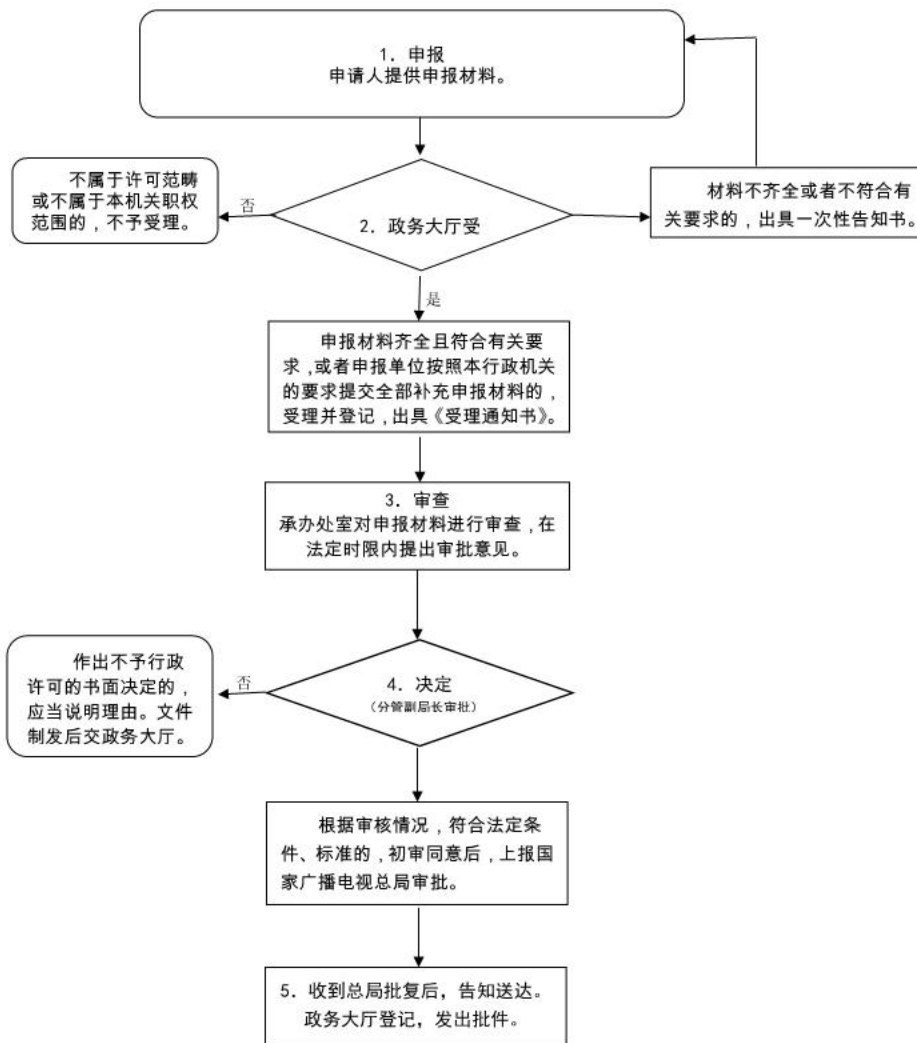 1. 申报
申请人提供申报材料。
不属于许可范畴
或不属于本机关职权
范围的，不予受理。
否
2. 政务大厅受
材料不齐全或者不符合有
关要求的，出具一次性告知书。
是
申报材料齐全且符合有关要
求，或者申报单位按照本行政机关
的要求提交全部补充申报材料的，
受理并登记，出具《受理通知书》。
3. 审查
承办处室对申报材料进行审查，在
法定时限内提出审批意见。
作出不予行政
许可的书面决定的，
应当说明理由。文件
制发后交政务大厅。
否
4. 决定
（分管副局长审批）
根据审核情况，符合法定条
件、标准的，初审同意后，上报国
家广播电视总局审批。
5. 收到总局批复后，告知送达。
政务大厅登记，发出批件。